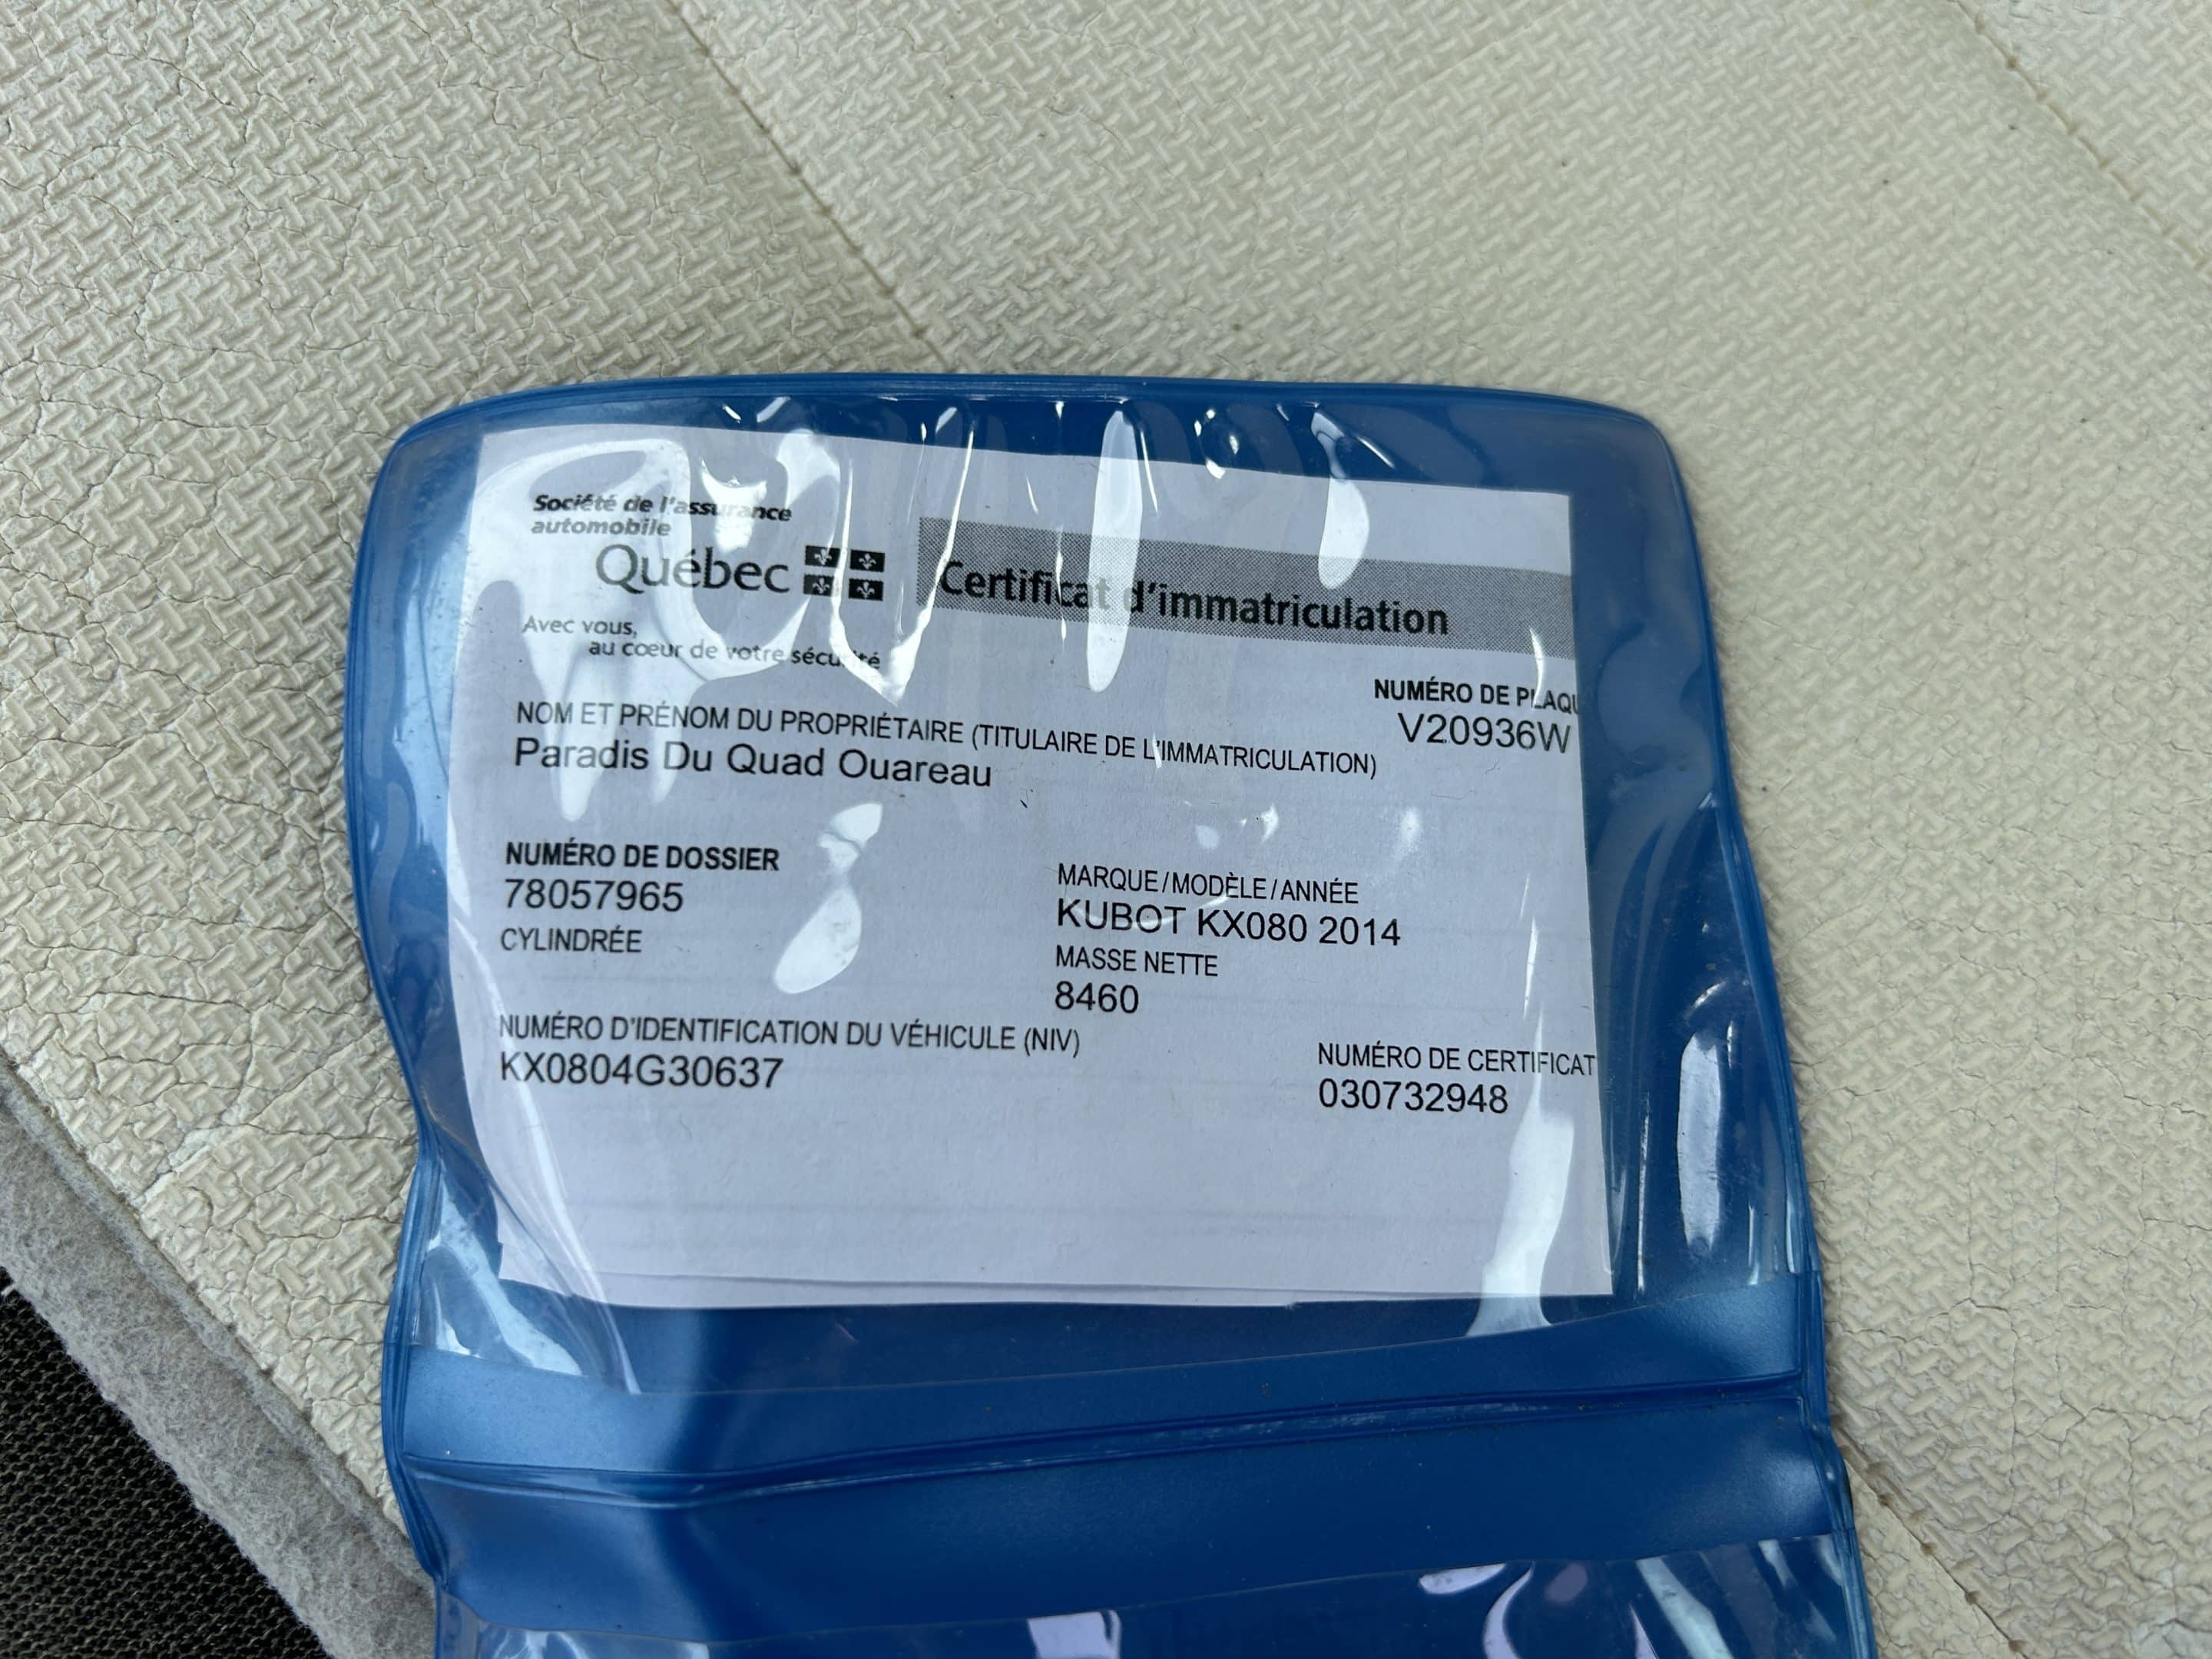 Société de l'assurance
automobile
Québec
Avec vous,
au coeur de votre sécurité
Certificat d'immatriculation
NUMÉRO DE PLAQU
V20936W
NOM ET PRÉNOM DU PROPRIÉTAIRE (TITULAIRE DE L'IMMATRICULATION)
Paradis Du Quad Ouareau
NUMÉRO DE DOSSIER
78057965
MARQUE/MODÈLE/ANNÉE
KUBOT KX080 2014
CYLINDRÉE
MASSE NETTE
8460
NUMÉRO D'IDENTIFICATION DU VÉHICULE (NIV)
KX0804G30637
NUMÉRO DE CERTIFICAT
030732948